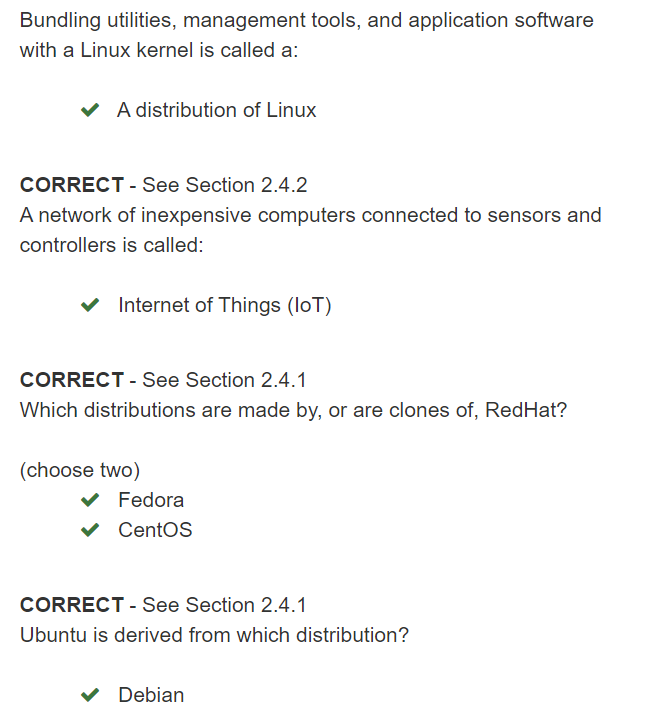 Bundling utilities, management tools, and application software
with a Linux kernel is called a:
A distribution of Linux
CORRECT - See Section 2.4.2
A network of inexpensive computers connected to sensors and
controllers is called:
Internet of Things (IoT)
CORRECT - See Section 2.4.1
Which distributions are made by, or are clones of, RedHat?
(choose two)
Fedora
CentOS
CORRECT - See Section 2.4.1
Ubuntu is derived from which distribution?
Debian